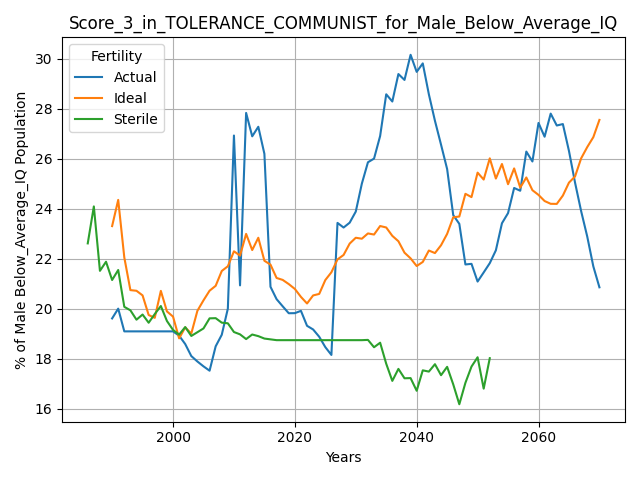 Score_3_in_TOLERANCE_COMMUNIST_for_Male_Below_Average_IQ
Fertility
Actual
Ideal
Sterile
% of Male Below_Average_IQ Population
30
28
26
24
22
20
18
16
2000 2020 2040 2060
Years